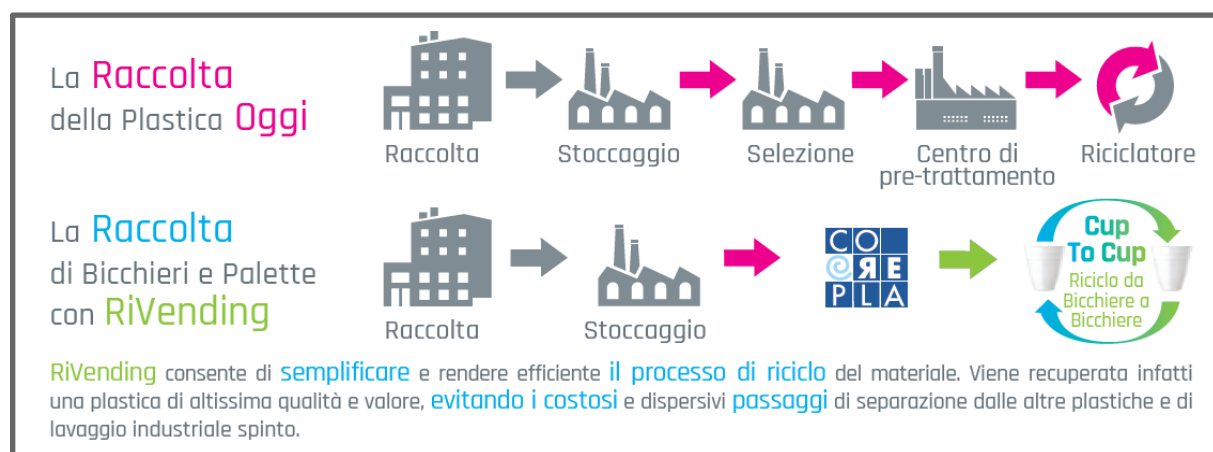 La Raccolta
della Plastica Oggi
Raccolta
Stoccaggio
Selezione
Centro di
pre-trattamento
Riciclatore
La Raccolta
di Bicchieri e Palette
con RiVending
Raccolta
Stoccaggio
CO
RE
PLA
Cup
To Cup
Riciclo da
Bicchiere a
Bicchiere
RiVending consente di semplificare e rendere efficiente il processo di riciclo del materiale. Viene recuperata infatti
una plastica di altissima qualità e valore, evitando i costosi e dispersivi passaggi di separazione dalle altre plastiche e di
lavaggio industriale spinto.